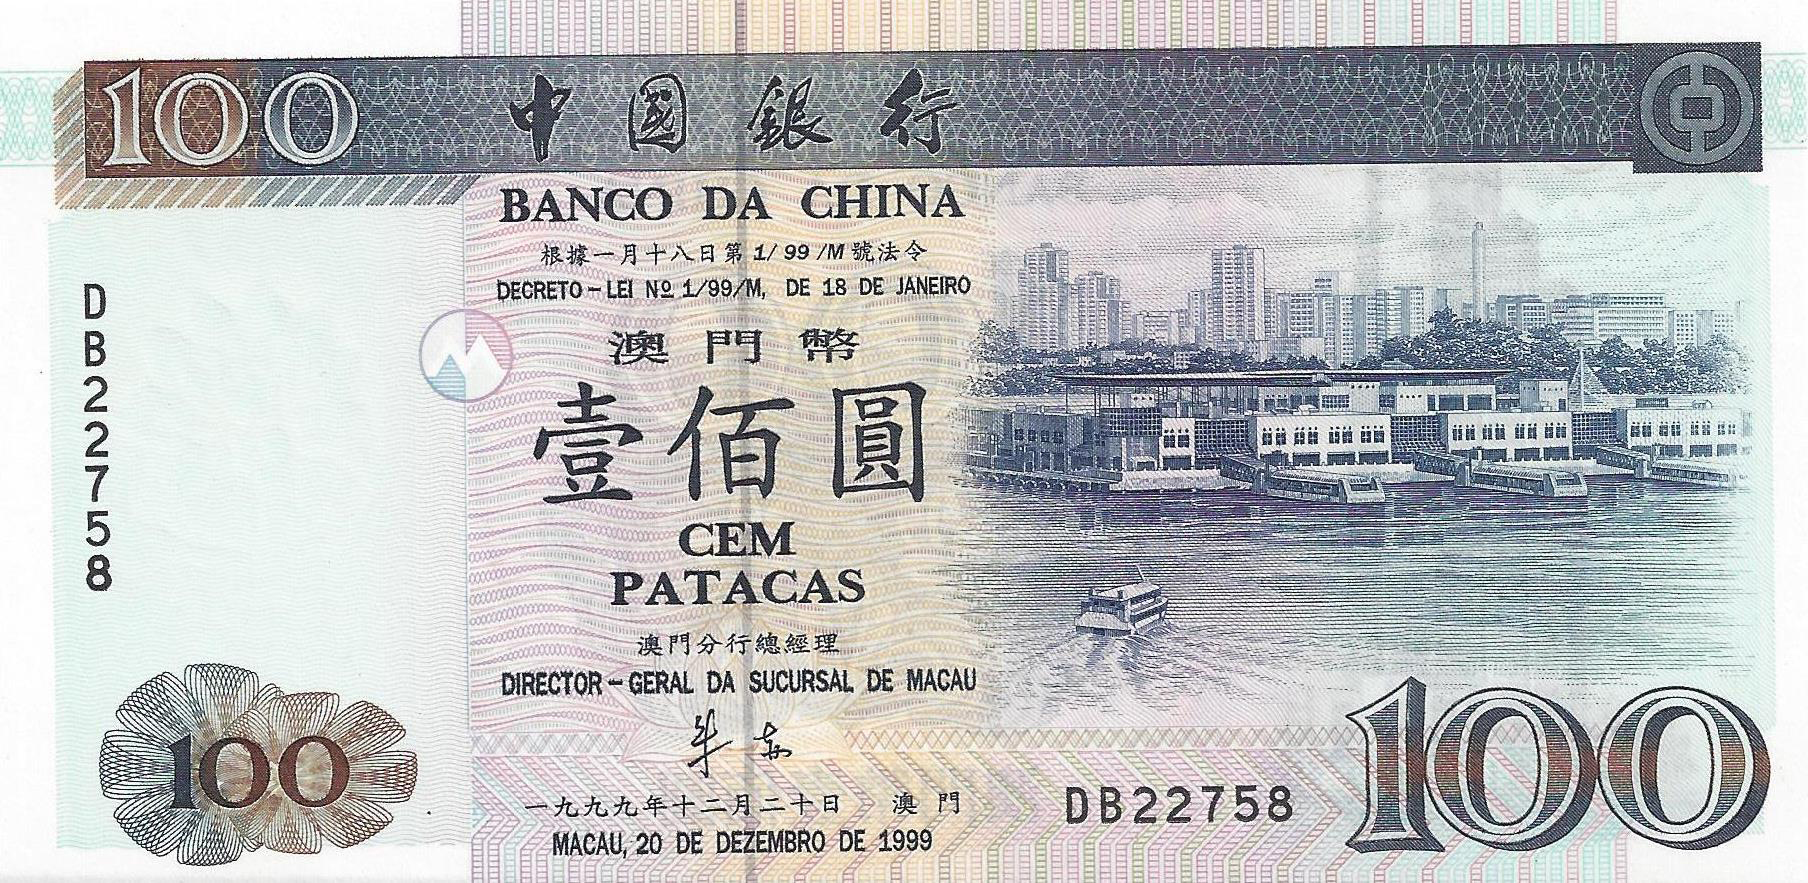 100
中國銀行
BANCO DA CHINA
根據一月十八日第 1/ 99 /M 號法令
DECRETO – LEI Nº 1/99/M, DE 18 DE JANEIRO
澳門幣
壹佰圓
CEM
PATACAS
澳門分行總經理
DIRECTOR – GERAL DA SUCURSAL DE MACAU
一九九九年十二月二十日 澳門
MACAU, 20 DE DEZEMBRO DE 1999
DB22758
100
DB22758
100